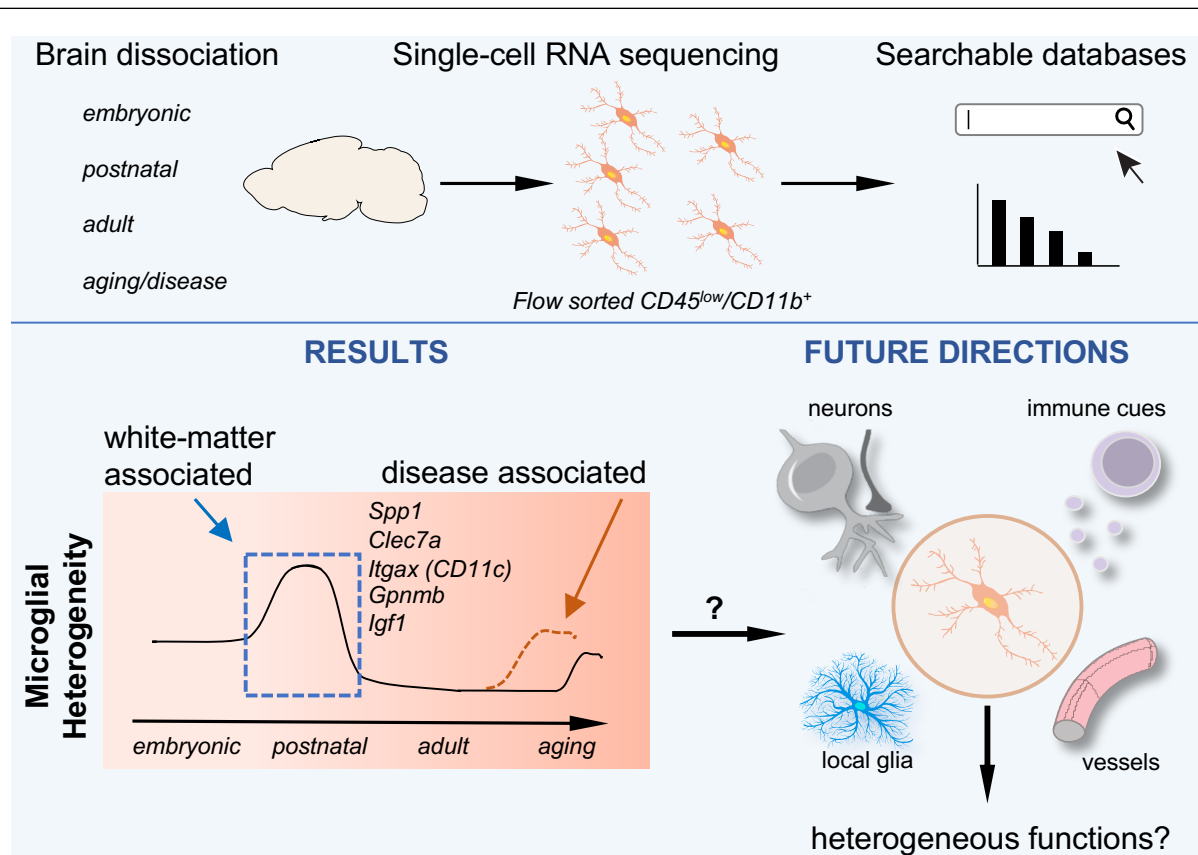 Brain dissociation
embryonic
postnatal
adult
aging/disease
Single-cell RNA sequencing
Flow sorted CD45low/CD11b+
Searchable databases
RESULTS
white-matter
associated
disease associated
Spp1
Clec7a
Itgax (CD11c)
Gpnmb
Igf1
Microglial
Heterogeneity
embryonic
postnatal
adult
aging
?
FUTURE DIRECTIONS
neurons
immune cues
local glia
vessels
heterogeneous functions?